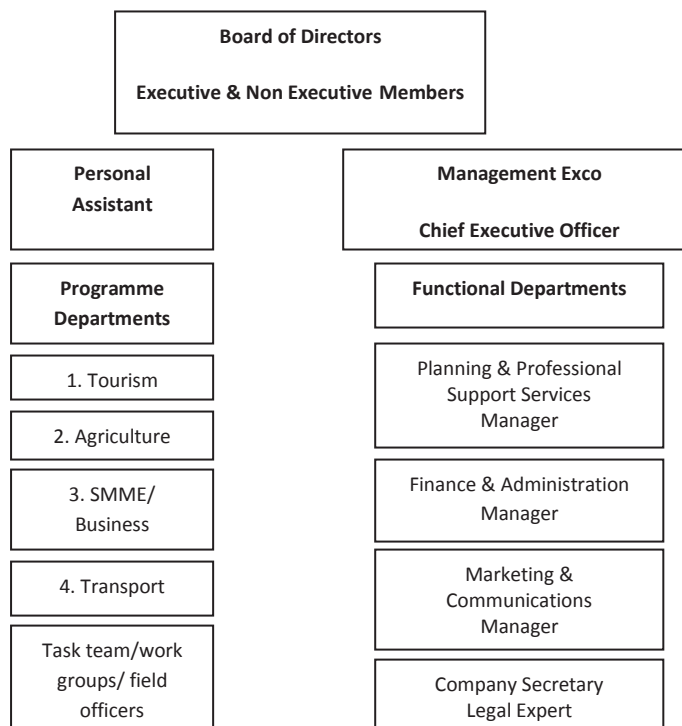 Board of Directors
Executive & Non Executive Members
Personal
Assistant
Management Exco
Chief Executive Officer
Programme
Departments
Functional Departments
1. Tourism
2. Agriculture
3. SMME/
Business
4. Transport
Task team/work
groups/ field
officers
Planning & Professional
Support Services
Manager
Finance & Administration
Manager
Marketing &
Communications
Manager
Company Secretary
Legal Expert